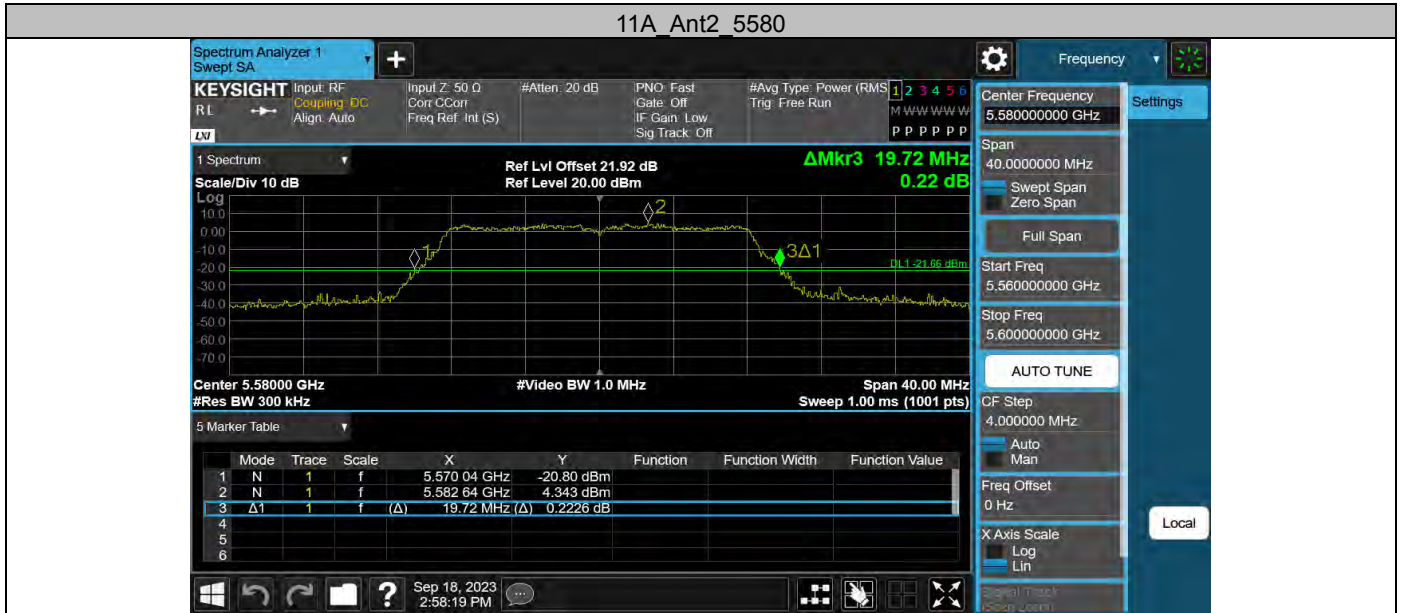 11A_Ant2_5580
Spectrum Analyzer 1
Swept SA
+
Frequency
KEYSIGHT
RL
LXI
Input: RF
Coupling: DC
Align: Auto
Input Z: 50 Ω
Corr CCorr
Freq Ref: Int (S)
#Atten: 20 dB
PNO: Fast
Gate: Off
IF Gain: Low
Sig Track: Off
#Avg Type: Power (RMS
Trig: Free Run
1 2 3 4 5 6
M W W W W W
P P P P P P
1 Spectrum
Scale/Div 10 dB
Ref Lvl Offset 21.92 dB
Ref Level 20.00 dBm
ΔMkr3 19.72 MHz
0.22 dB
Log
10.0
0.00
-10.0
-20.0
-30.0
-40.0
-50.0
-60.0
-70.0
1
2
3Δ1
DL1 -21.66 dBm
Center 5.58000 GHz
#Video BW 1.0 MHz
Span 40.00 MHz
#Res BW 300 kHz
Sweep 1.00 ms (1001 pts)
5 Marker Table
Mode Trace Scale X Y Function Function Width Function Value
1 N 1 f 5.570 04 GHz -20.80 dBm
2 N 1 f 5.582 64 GHz 4.343 dBm
3 Δ1 1 f (Δ) 19.72 MHz (Δ) 0.2226 dB
4
5
6
Center Frequency
5.580000000 GHz
Settings
Span
40.0000000 MHz
Swept Span
Zero Span
Full Span
Start Freq
5.560000000 GHz
Stop Freq
5.600000000 GHz
AUTO TUNE
CF Step
4.000000 MHz
Auto
Man
Freq Offset
0 Hz
X Axis Scale
Log
Lin
Signal Track
(Span Zoom)
Local
?
Sep 18, 2023
2:58:19 PM